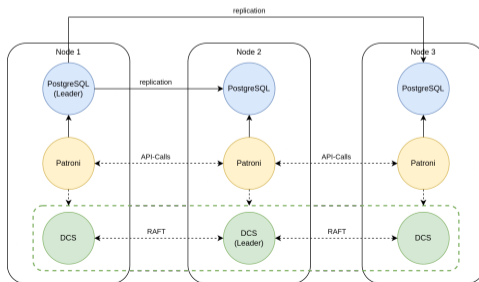 replication
Node 1
Node 2
Node 3
PostgreSQL
(Leader)
replication
PostgreSQL
PostgreSQL
Patroni
API-Calls
Patroni
API-Calls
Patroni
DCS
RAFT
DCS
(Leader)
RAFT
DCS